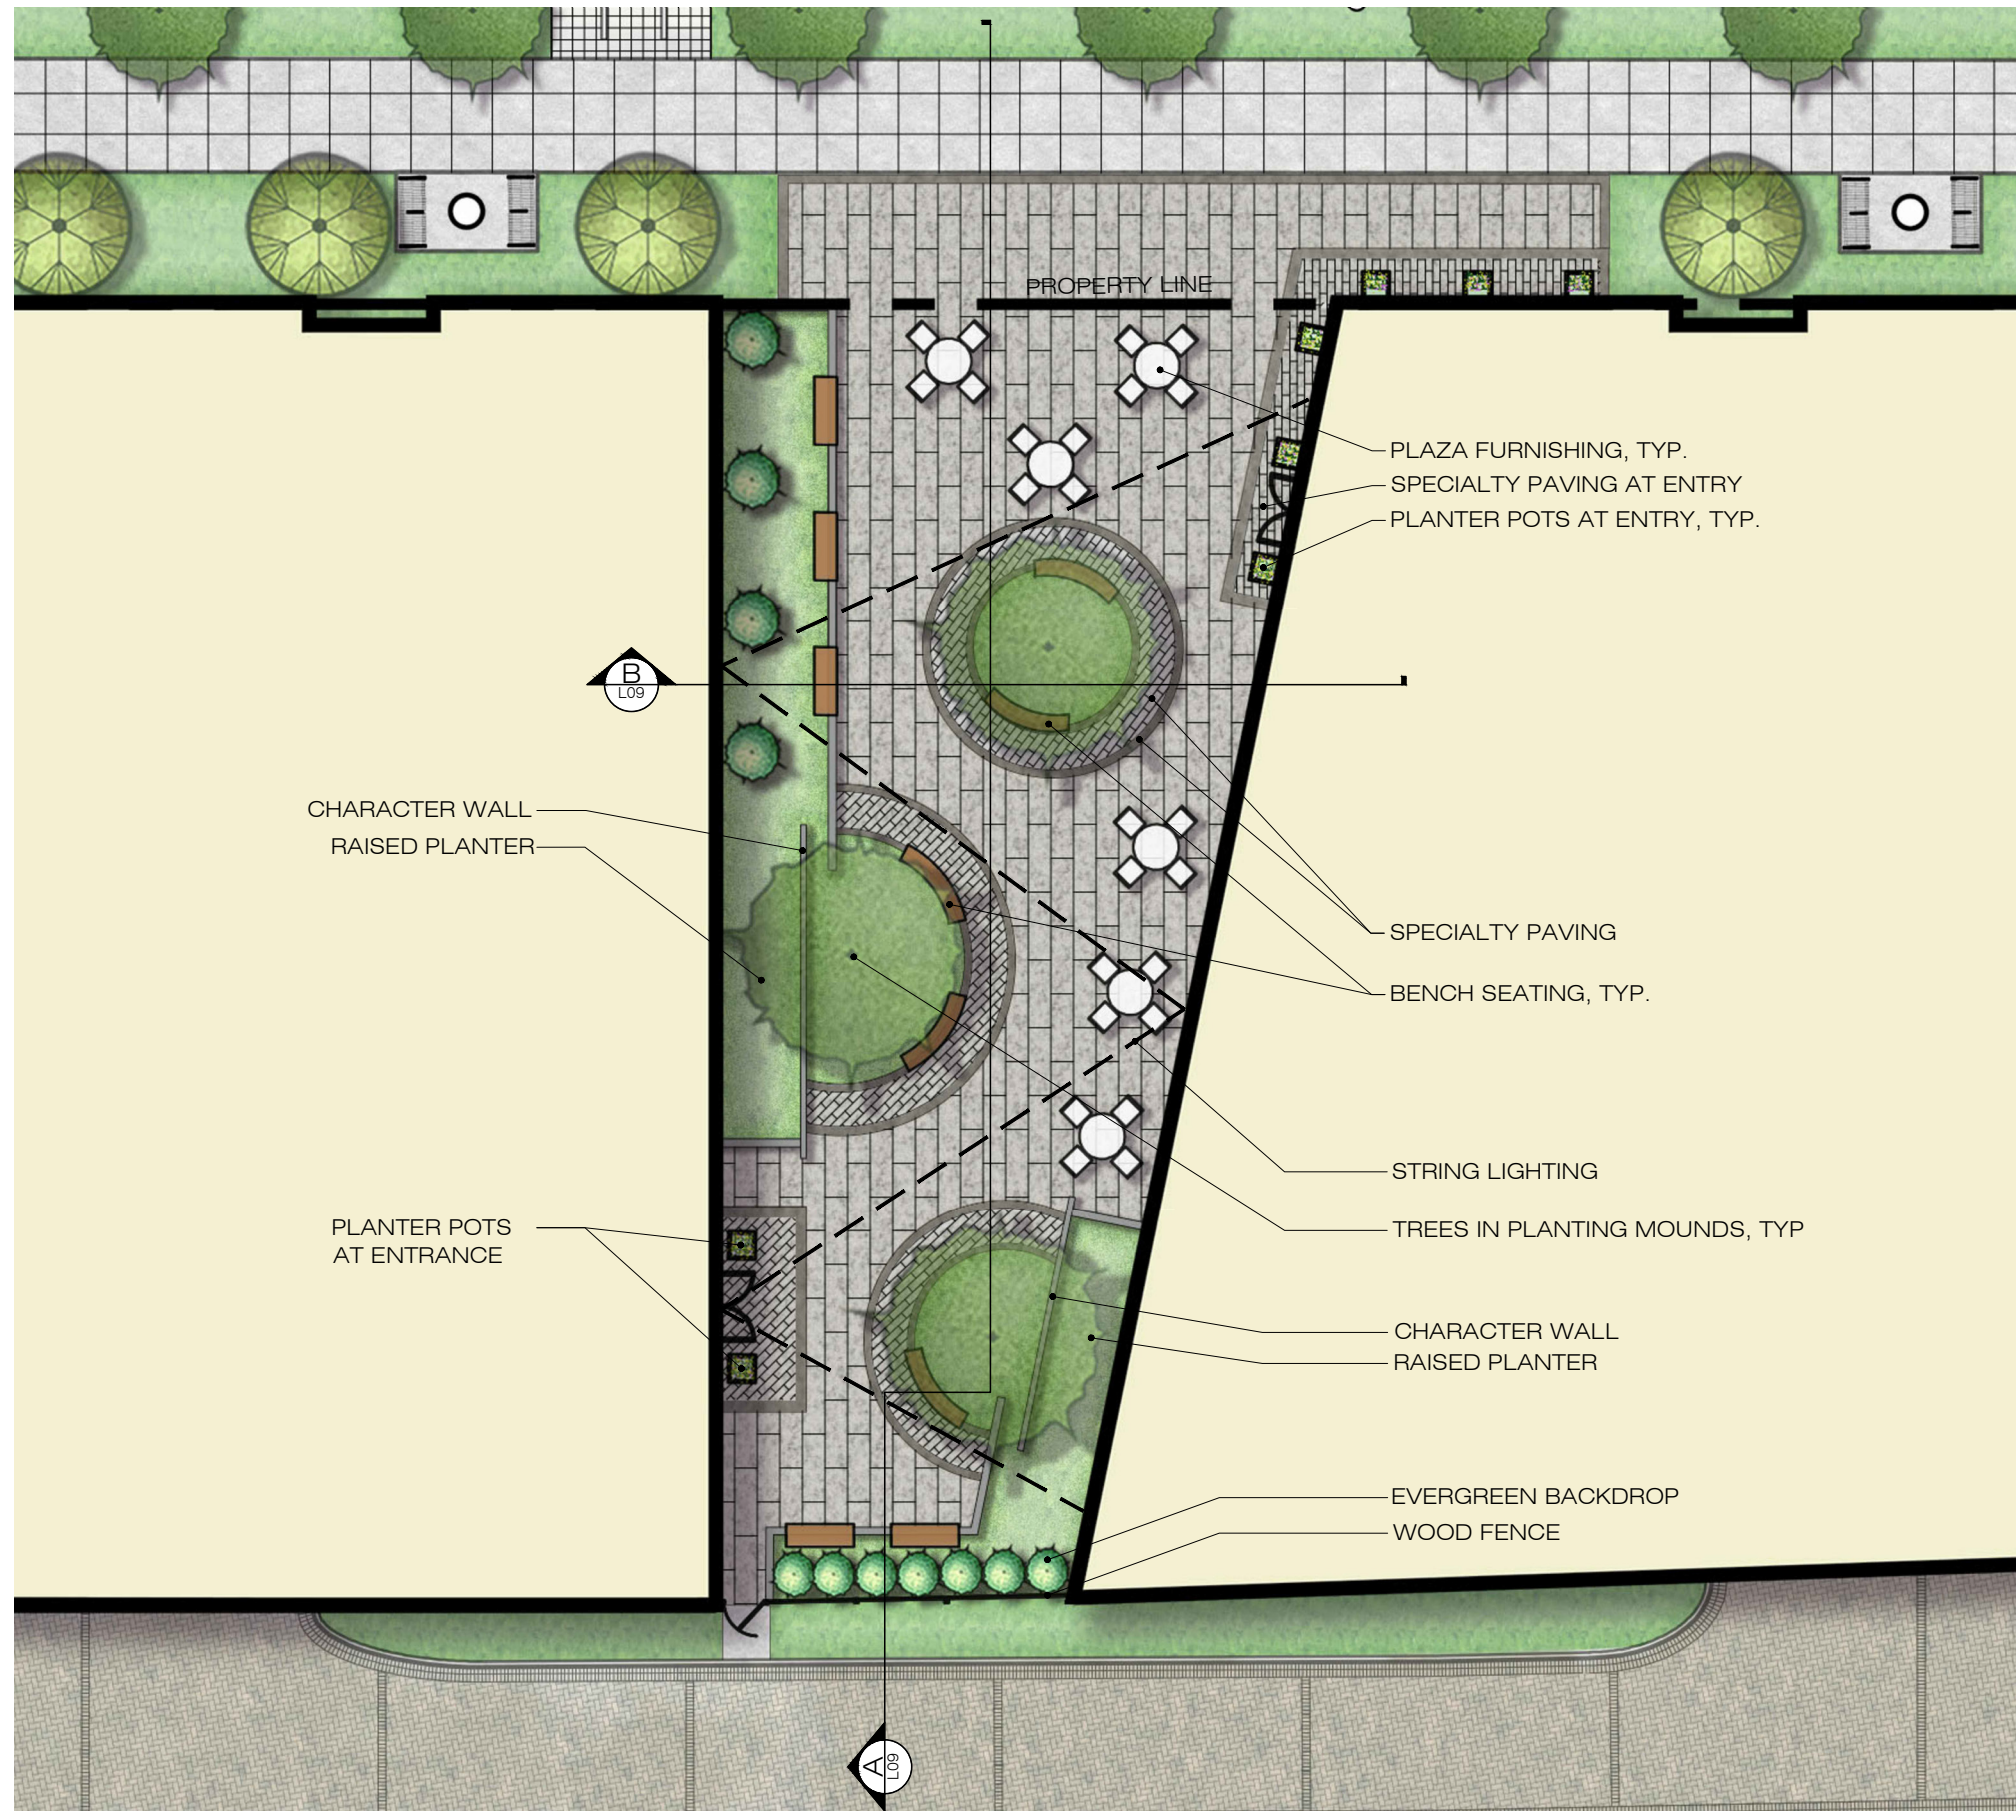 PROPERTY LINE
PLAZA FURNISHING, TYP.
SPECIALTY PAVING AT ENTRY
PLANTER POTS AT ENTRY, TYP.
B
L09
CHARACTER WALL
RAISED PLANTER
SPECIALTY PAVING
BENCH SEATING, TYP.
STRING LIGHTING
TREES IN PLANTING MOUNDS, TYP
PLANTER POTS
AT ENTRANCE
CHARACTER WALL
RAISED PLANTER
EVERGREEN BACKDROP
WOOD FENCE
A
L09